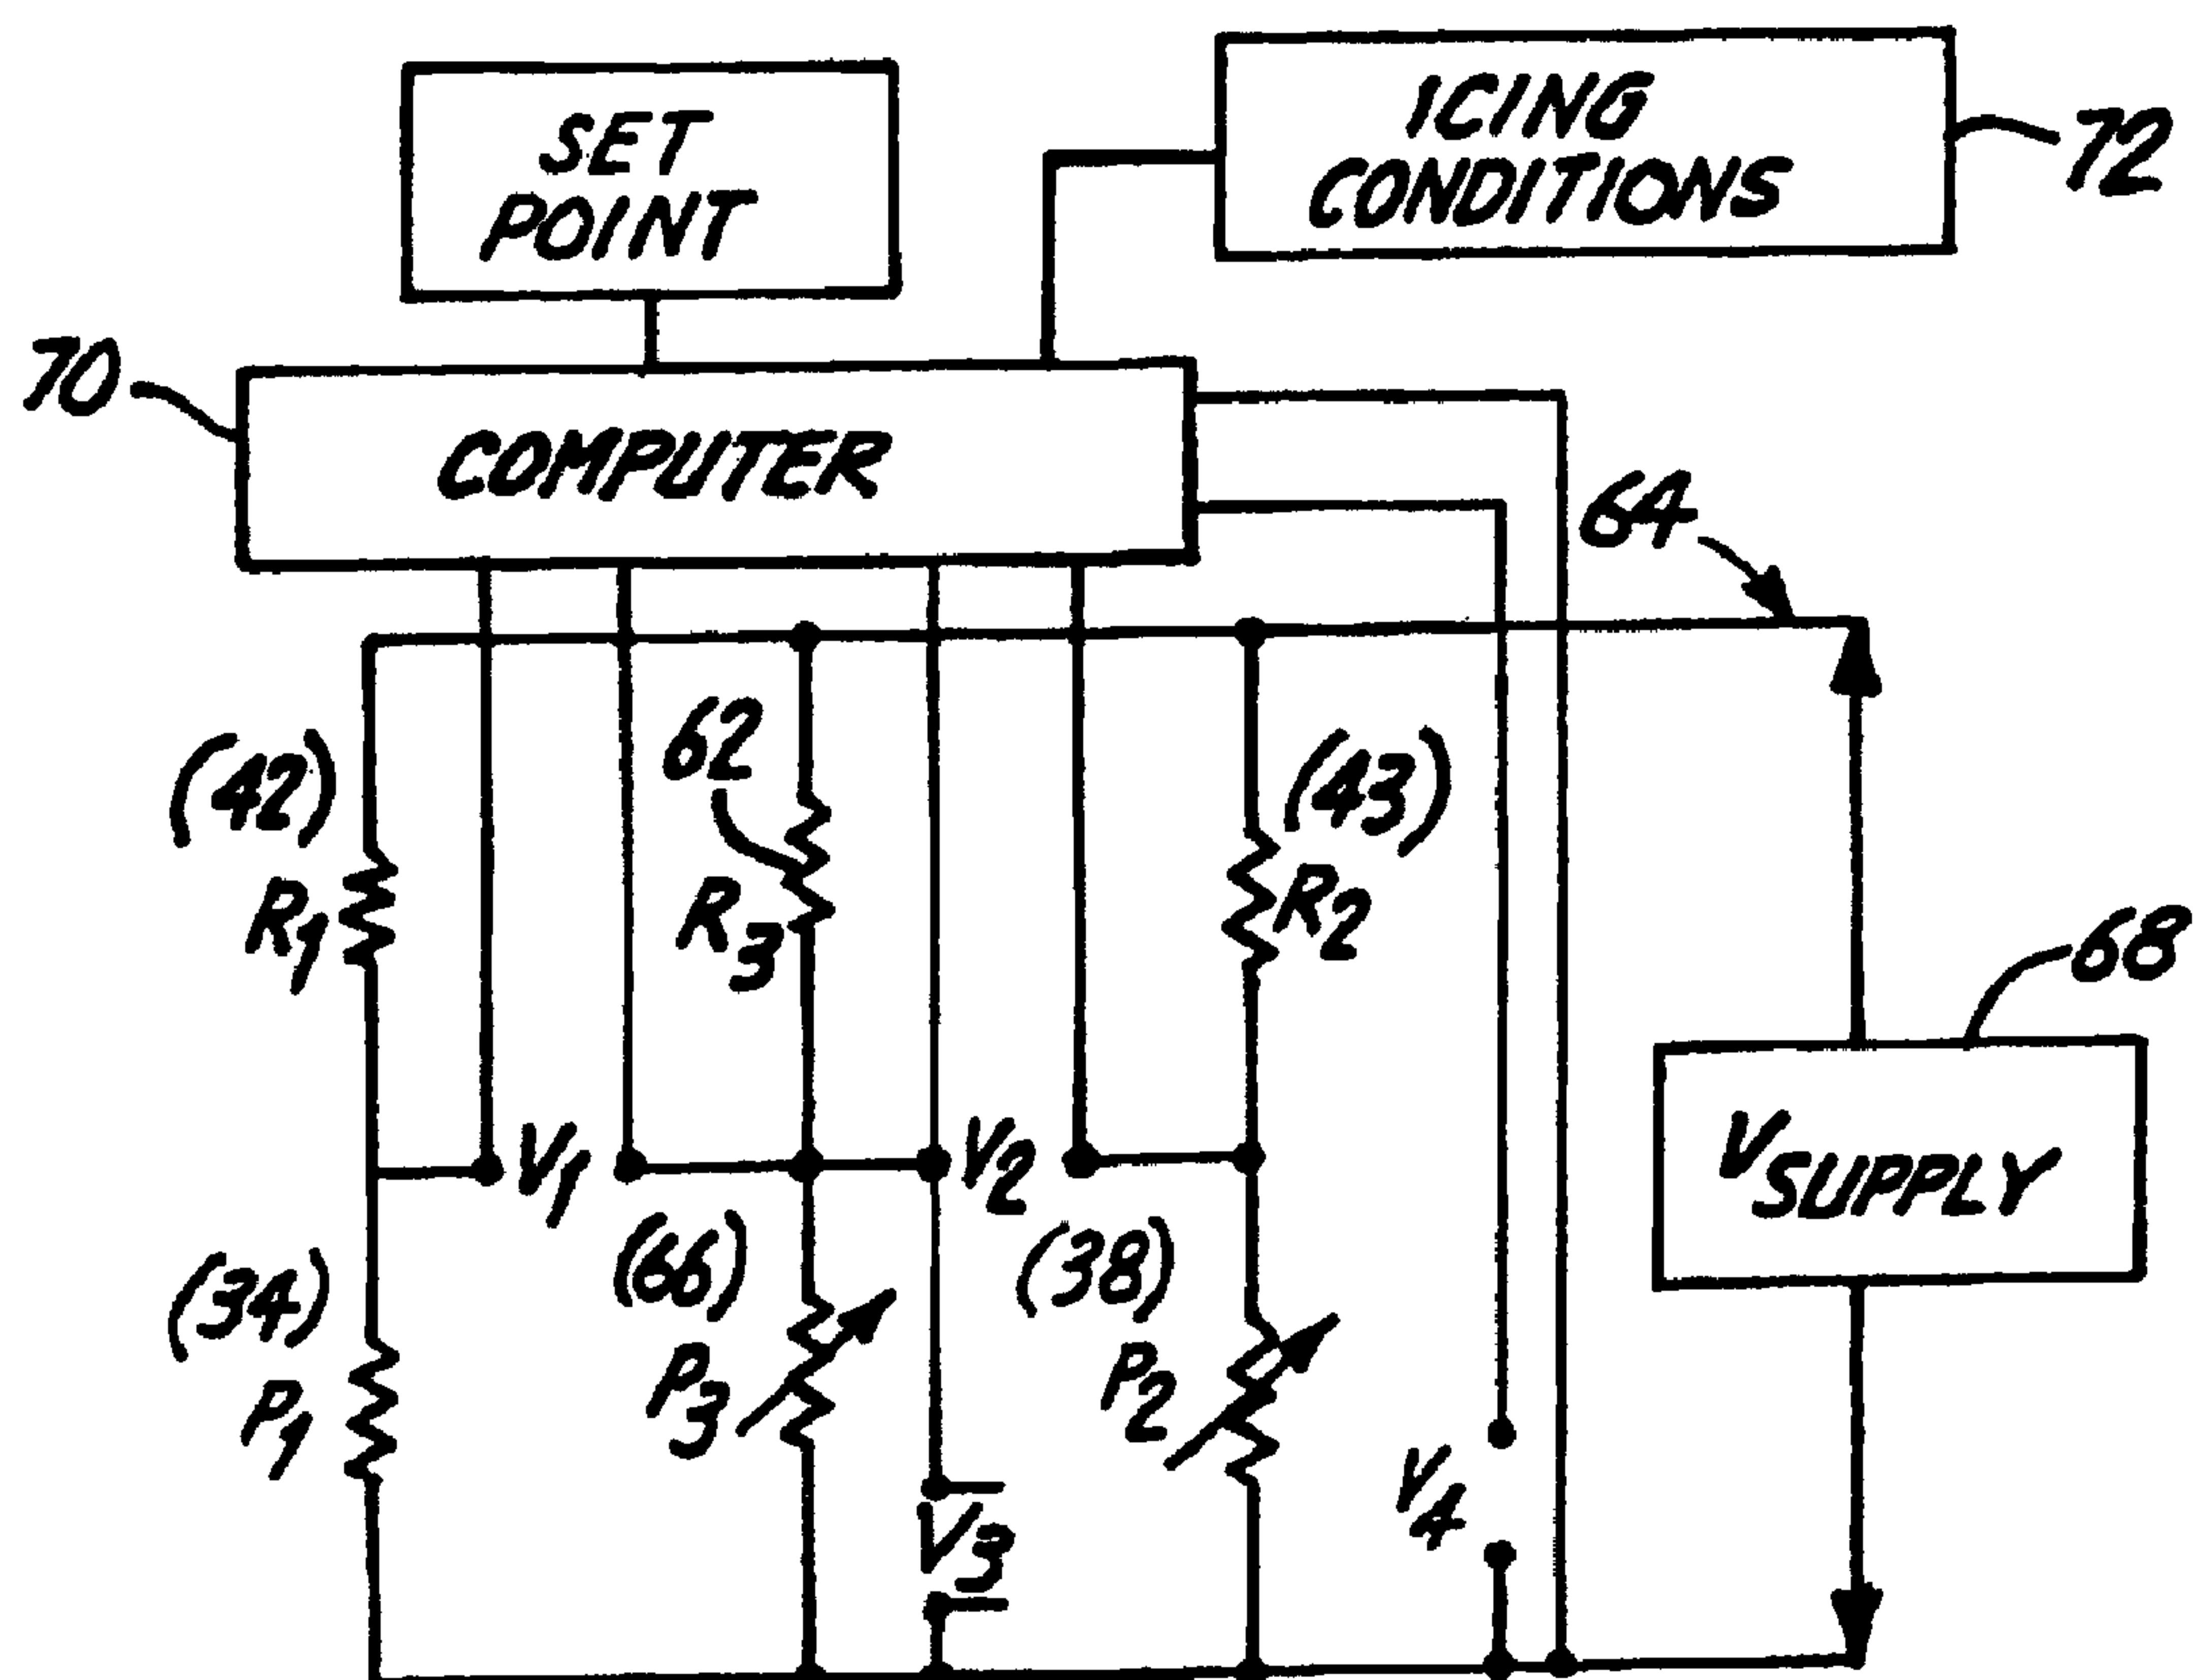 SET
POINT
ICING
CONDITIONS
72
70
COMPUTER
64
(42)
62
(43)
R1
R3
R2
68
V1
V2
VSUPPLY
(34)
(66)
(38)
P1
P3
P2
V3
V4